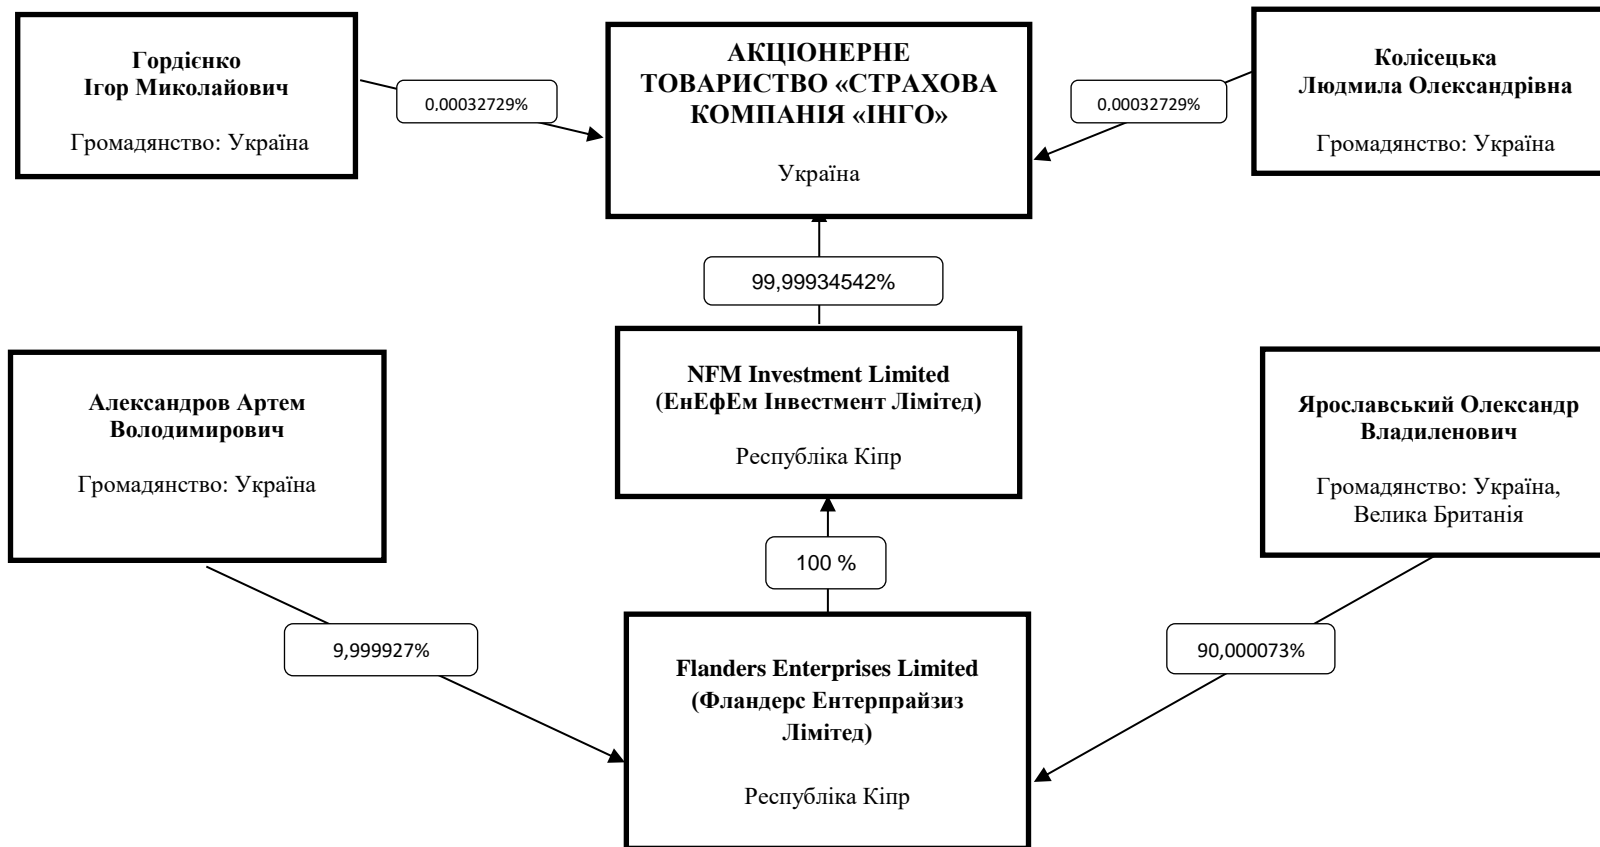 Гордієнко
Ігор Миколайович
Громадянство: Україна
0,00032729%
АКЦІОНЕРНЕ
ТОВАРИСТВО «СТРАХОВА
КОМПАНІЯ «ІНГО»
Україна
0,00032729%
Колісецька
Людмила Олександрівна
Громадянство: Україна
99,99934542%
Александров Артем
Володимирович
Громадянство: Україна
NFM Investment Limited
(ЕнЕфЕм Інвестмент Лімітед)
Республіка Кіпр
Ярославський Олександр
Владиленович
Громадянство: Україна,
Велика Британія
100 %
9,999927%
90,000073%
Flanders Enterprises Limited
(Фландерс Ентерпрайзиз
Лімітед)
Республіка Кіпр